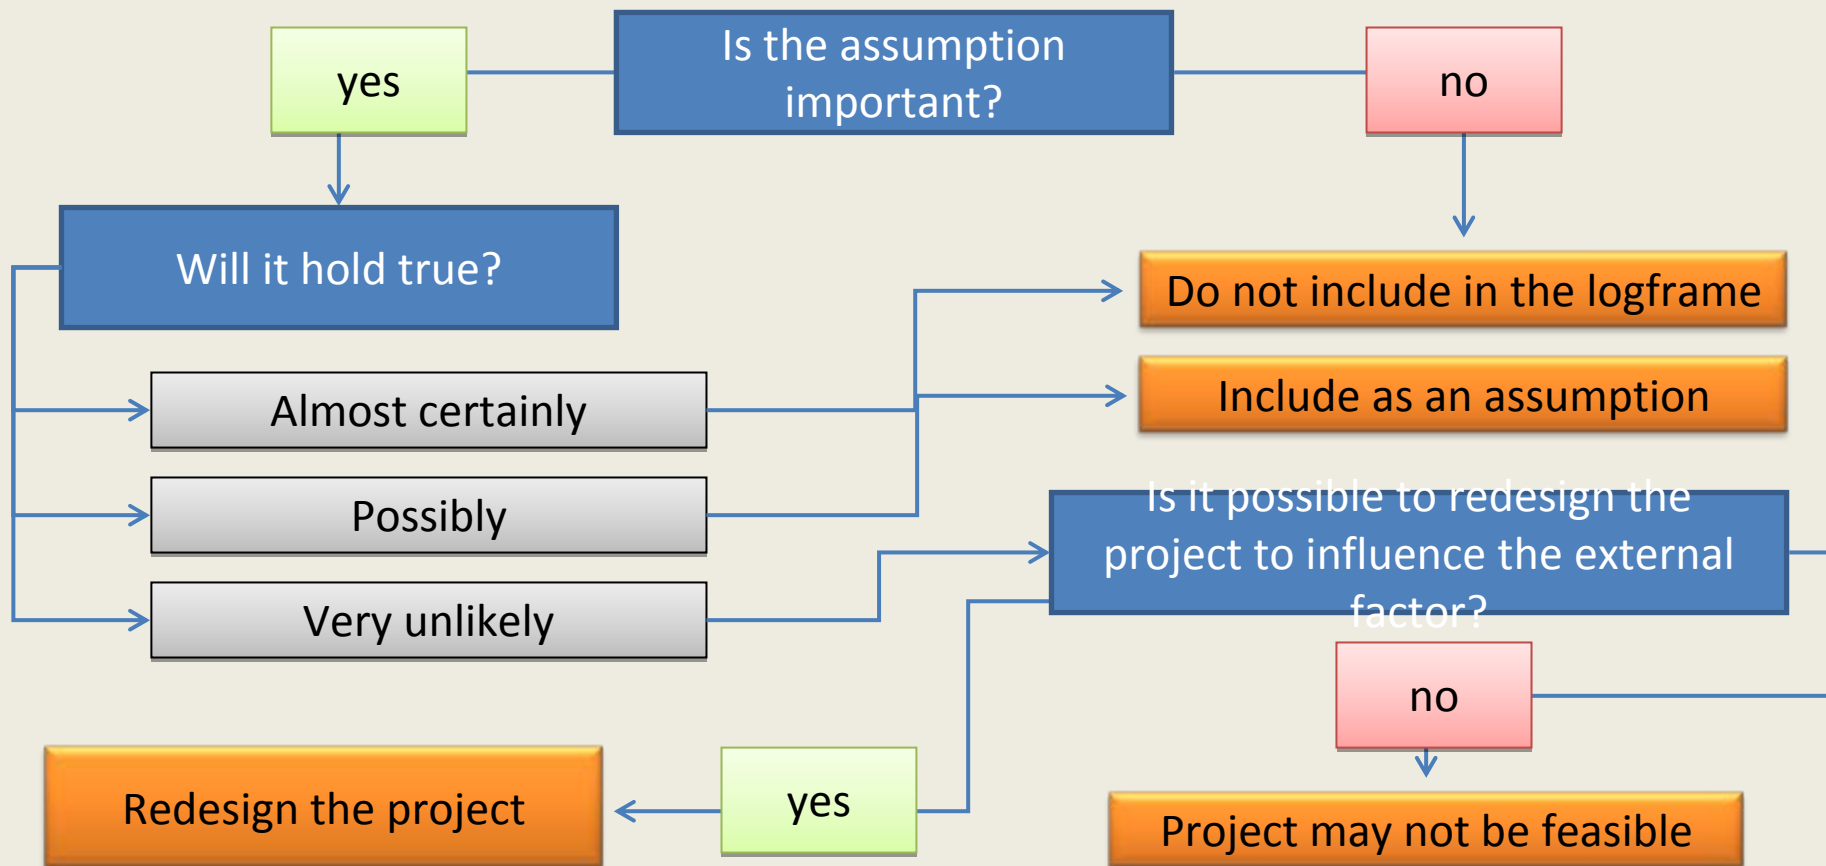 yes
Is the assumption
important?
no
Will it hold true?
Do not include in the logframe
Almost certainly
Include as an assumption
Possibly
Is it possible to redesign the
project to influence the external
factor?
Very unlikely
no
Redesign the project
yes
Project may not be feasible